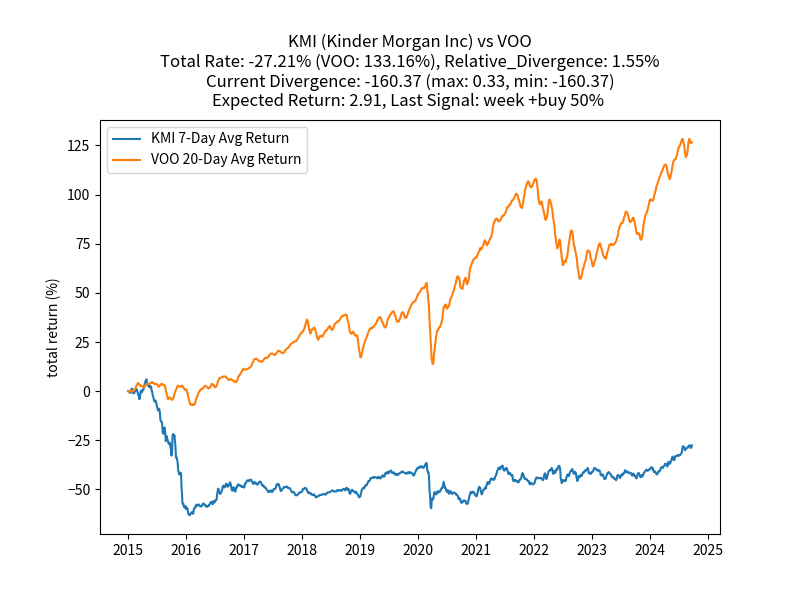 KMI (Kinder Morgan Inc) vs VOO
Total Rate: -27.21% (VOO: 133.16%), Relative_Divergence: 1.55%
Current Divergence: -160.37 (max: 0.33, min: -160.37)
Expected Return: 2.91, Last Signal: week +buy 50%
KMI 7-Day Avg Return
VOO 20-Day Avg Return
total return (%)
125
100
75
50
25
0
−25
−50
2015 2016 2017 2018 2019 2020 2021 2022 2023 2024 2025